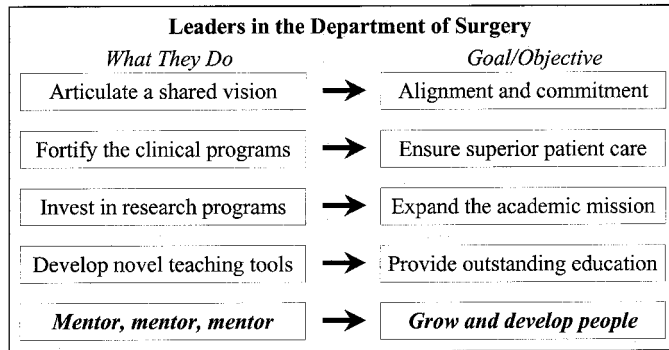 Leaders in the Department of Surgery
What They Do Goal/Objective
Articulate a shared vision Alignment and commitment
Fortify the clinical programs Ensure superior patient care
Invest in research programs Expand the academic mission
Develop novel teaching tools Provide outstanding education
Mentor, mentor, mentor Grow and develop people